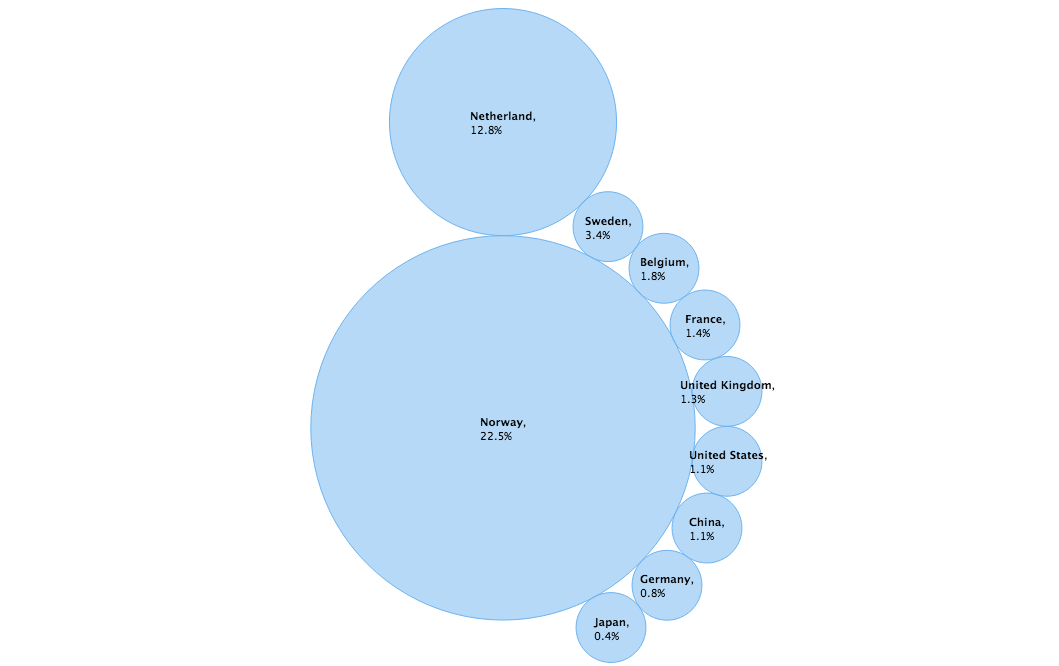 Netherland,
12.8%
Sweden,
3.4%
Belgium,
1.8%
France,
1.4%
United Kingdom,
1.3%
Norway,
22.5%
United States,
1.1%
China,
1.1%
Germany,
0.8%
Japan,
0.4%